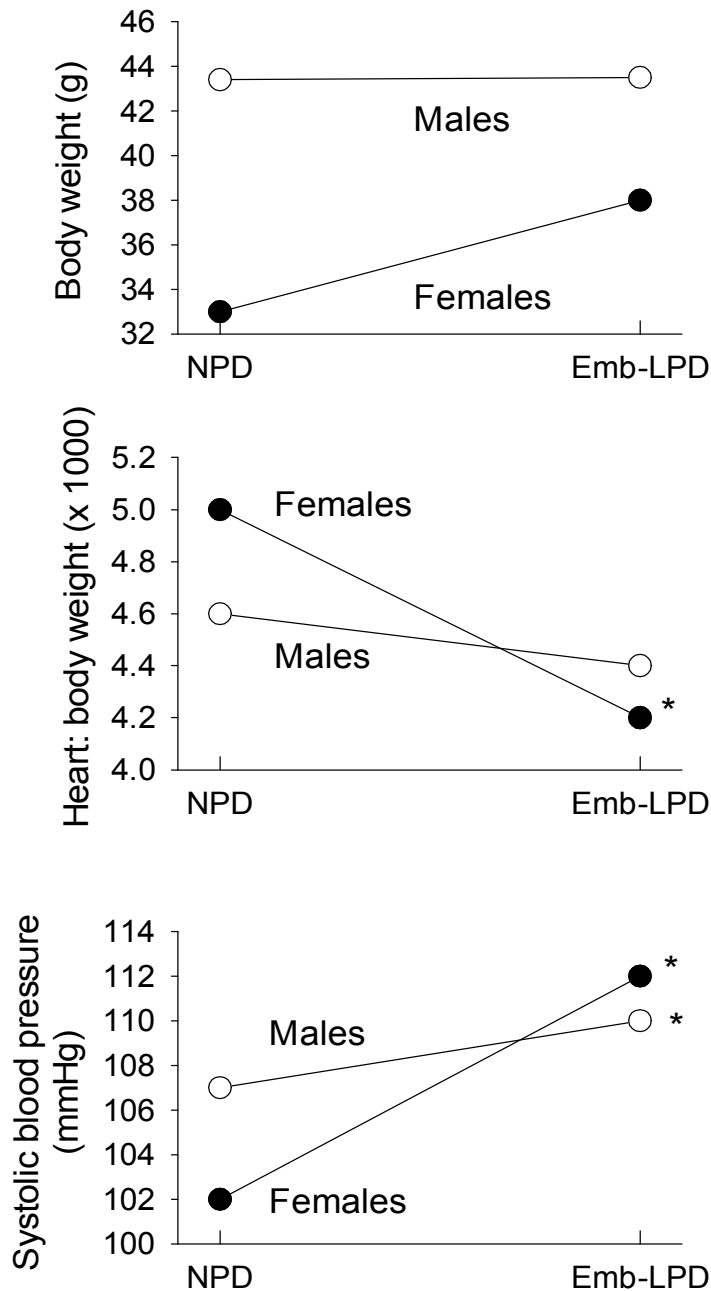 Body weight (g)
46
44
42
40
38
36
34
32
Males
Females
NPD
Emb-LPD
Heart: body weight (x 1000)
5.2
5.0
4.8
4.6
4.4
4.2
4.0
Females
Males
*
NPD
Emb-LPD
Systolic blood pressure
(mmHg)
114
112
110
108
106
104
102
100
Males
Females
*
*
NPD
Emb-LPD